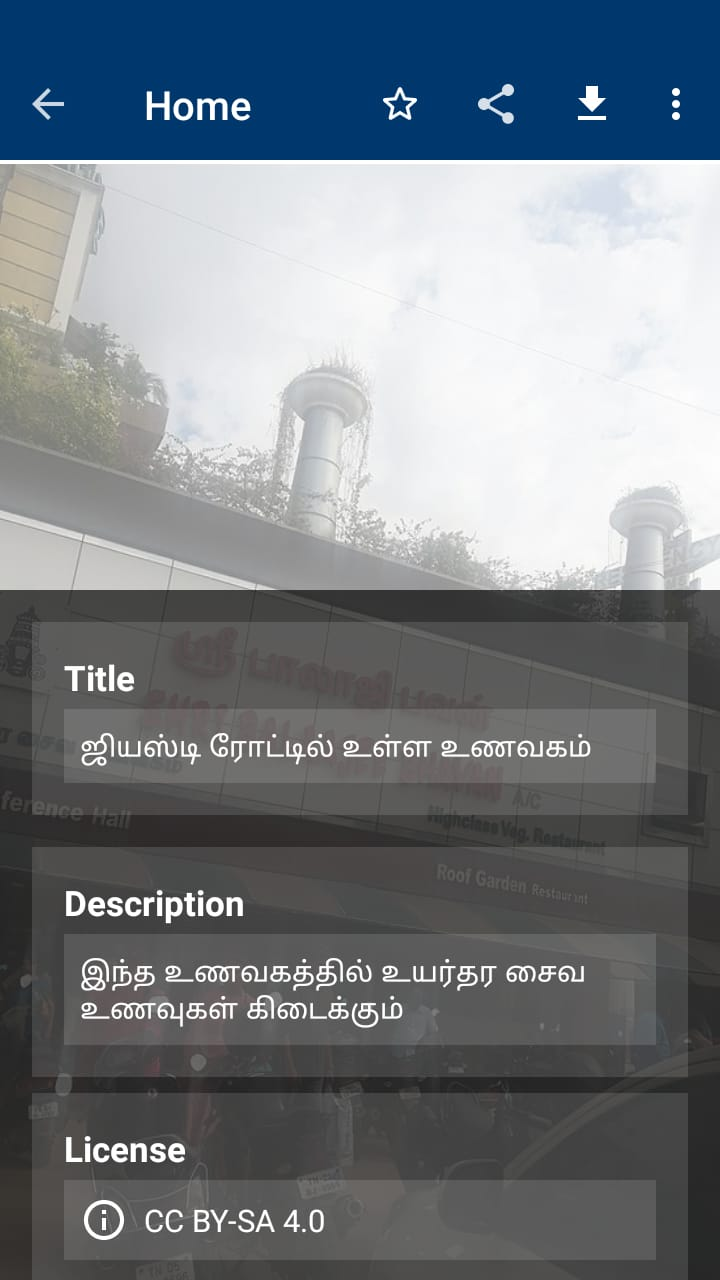 Home
ஸ்ரீ பாலாஜி பவன்
Title
ஜியஸ்டி ரோட்டில் உள்ள உணவகம்
A/C
ference Hall
Highclass Veg. Restaurant
Roof Garden Restaurant
Description
இந்த உணவகத்தில் உயர்தர சைவ
உணவுகள் கிடைக்கும்
License
CC BY-SA 4.0